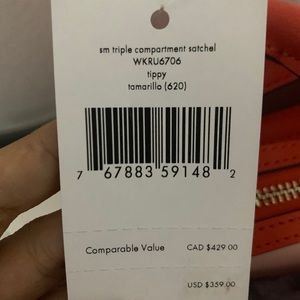 sm triple compartment satchel
WKRU6706
tippy
tamarillo (620)
7 67883 59148 2
Comparable Value CAD $429.00
USD $359.00